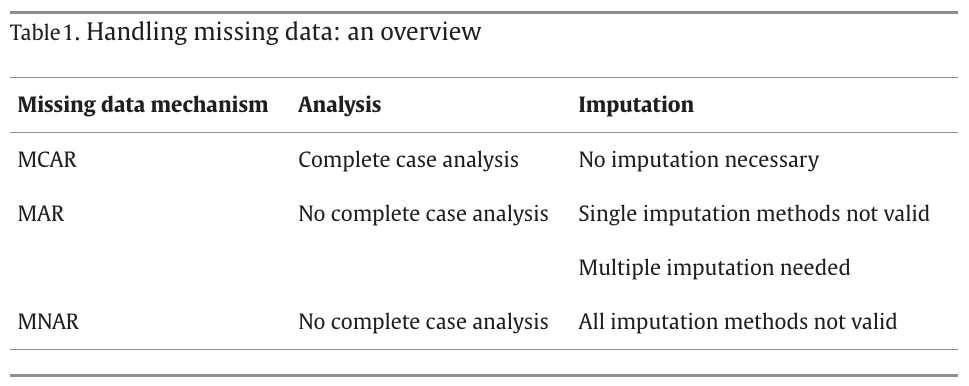 Table1. Handling missing data: an overview
Missing data mechanism Analysis Imputation
MCAR Complete case analysis No imputation necessary
MAR No complete case analysis Single imputation methods not valid
Multiple imputation needed
MNAR No complete case analysis All imputation methods not valid